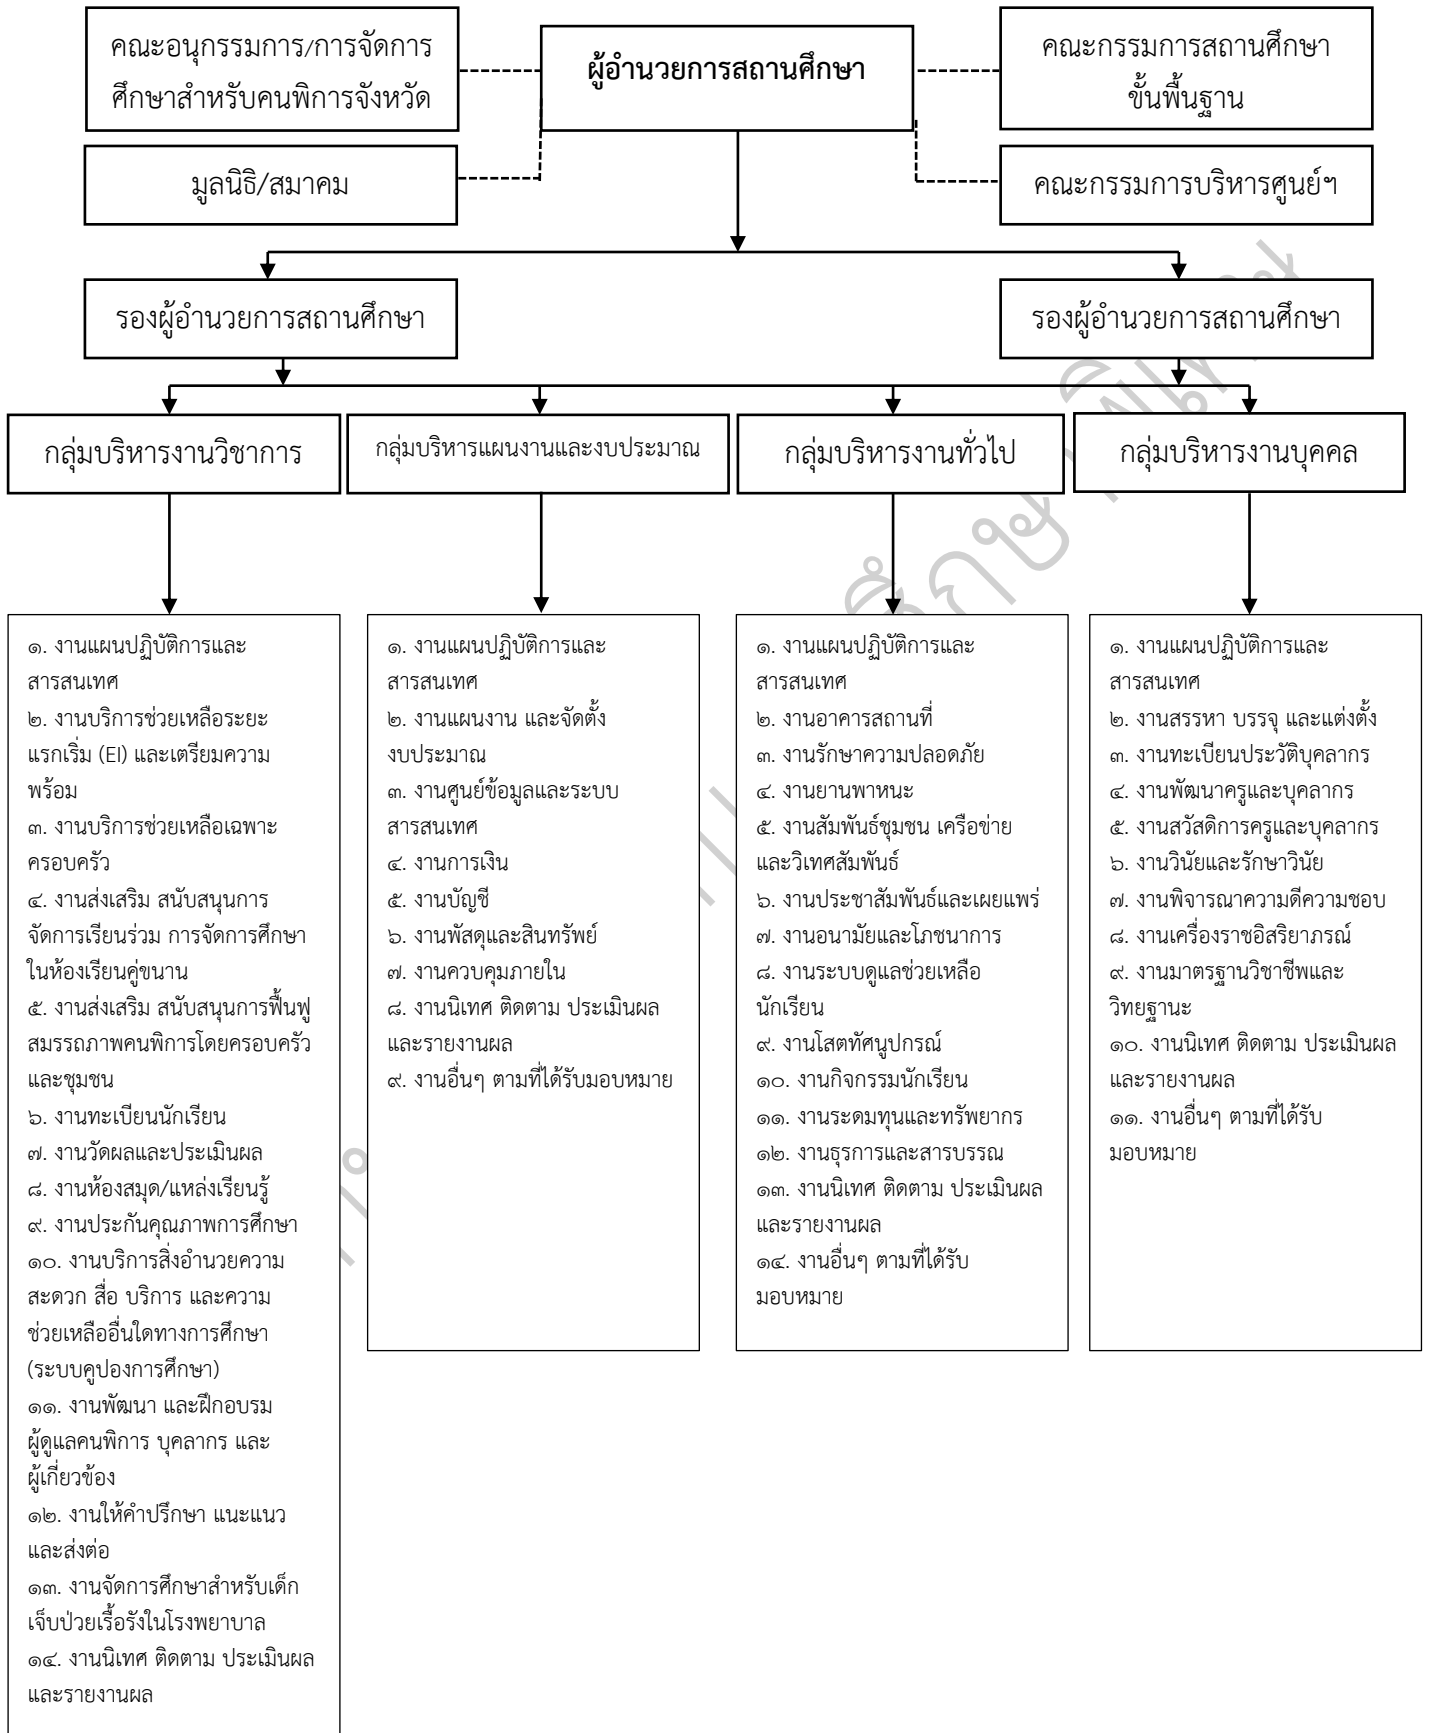 คณะอนุกรรมการ/การจัดการ
ศึกษาสำหรับคนพิการจังหวัด
ผู้อำนวยการสถานศึกษา
คณะกรรมการสถานศึกษา
ขั้นพื้นฐาน
มูลนิธิ/สมาคม
คณะกรรมการบริหารศูนย์ฯ
รองผู้อำนวยการสถานศึกษา
รองผู้อำนวยการสถานศึกษา
กลุ่มบริหารงานวิชาการ
กลุ่มบริหารแผนงานและงบประมาณ
กลุ่มบริหารงานทั่วไป
กลุ่มบริหารงานบุคคล
๑. งานแผนปฏิบัติการและ
สารสนเทศ
๒. งานบริการช่วยเหลือระยะ
แรกเริ่ม (EI) และเตรียมความ
พร้อม
๓. งานบริการช่วยเหลือเฉพาะ
ครอบครัว
๔. งานส่งเสริม สนับสนุนการ
จัดการเรียนร่วม การจัดการศึกษา
ในห้องเรียนคู่ขนาน
๕. งานส่งเสริม สนับสนุนการฟื้นฟู
สมรรถภาพคนพิการโดยครอบครัว
และชุมชน
๖. งานทะเบียนนักเรียน
๗. งานวัดผลและประเมินผล
๘. งานห้องสมุด/แหล่งเรียนรู้
๙. งานประกันคุณภาพการศึกษา
๑๐. งานบริการสิ่งอำนวยความ
สะดวก สื่อ บริการ และความ
ช่วยเหลืออื่นใดทางการศึกษา
(ระบบคูปองการศึกษา)
๑๑. งานพัฒนา และฝึกอบรม
ผู้ดูแลคนพิการ บุคลากร และ
ผู้เกี่ยวข้อง
๑๒. งานให้คำปรึกษา แนะแนว
และส่งต่อ
๑๓. งานจัดการศึกษาสำหรับเด็ก
เจ็บป่วยเรื้อรังในโรงพยาบาล
๑๔. งานนิเทศ ติดตาม ประเมินผล
และรายงานผล
๑. งานแผนปฏิบัติการและ
สารสนเทศ
๒. งานแผนงาน และจัดตั้ง
งบประมาณ
๓. งานศูนย์ข้อมูลและระบบ
สารสนเทศ
๔. งานการเงิน
๕. งานบัญชี
๖. งานพัสดุและสินทรัพย์
๗. งานควบคุมภายใน
๘. งานนิเทศ ติดตาม ประเมินผล
และรายงานผล
๙. งานอื่นๆ ตามที่ได้รับมอบหมาย
๑. งานแผนปฏิบัติการและ
สารสนเทศ
๒. งานอาคารสถานที่
๓. งานรักษาความปลอดภัย
๔. งานยานพาหนะ
๕. งานสัมพันธ์ชุมชน เครือข่าย
และวิเทศสัมพันธ์
๖. งานประชาสัมพันธ์และเผยแพร่
๗. งานอนามัยและโภชนาการ
๘. งานระบบดูแลช่วยเหลือ
นักเรียน
๙. งานโสตทัศนูปกรณ์
๑๐. งานกิจกรรมนักเรียน
๑๑. งานระดมทุนและทรัพยากร
๑๒. งานธุรการและสารบรรณ
๑๓. งานนิเทศ ติดตาม ประเมินผล
และรายงานผล
๑๔. งานอื่นๆ ตามที่ได้รับ
มอบหมาย
๑. งานแผนปฏิบัติการและ
สารสนเทศ
๒. งานสรรหา บรรจุ และแต่งตั้ง
๓. งานทะเบียนประวัติบุคลากร
๔. งานพัฒนาครูและบุคลากร
๕. งานสวัสดิการครูและบุคลากร
๖. งานวินัยและรักษาวินัย
๗. งานพิจารณาความดีความชอบ
๘. งานเครื่องราชอิสริยาภรณ์
๙. งานมาตรฐานวิชาชีพและ
วิทยฐานะ
๑๐. งานนิเทศ ติดตาม ประเมินผล
และรายงานผล
๑๑. งานอื่นๆ ตามที่ได้รับ
มอบหมาย